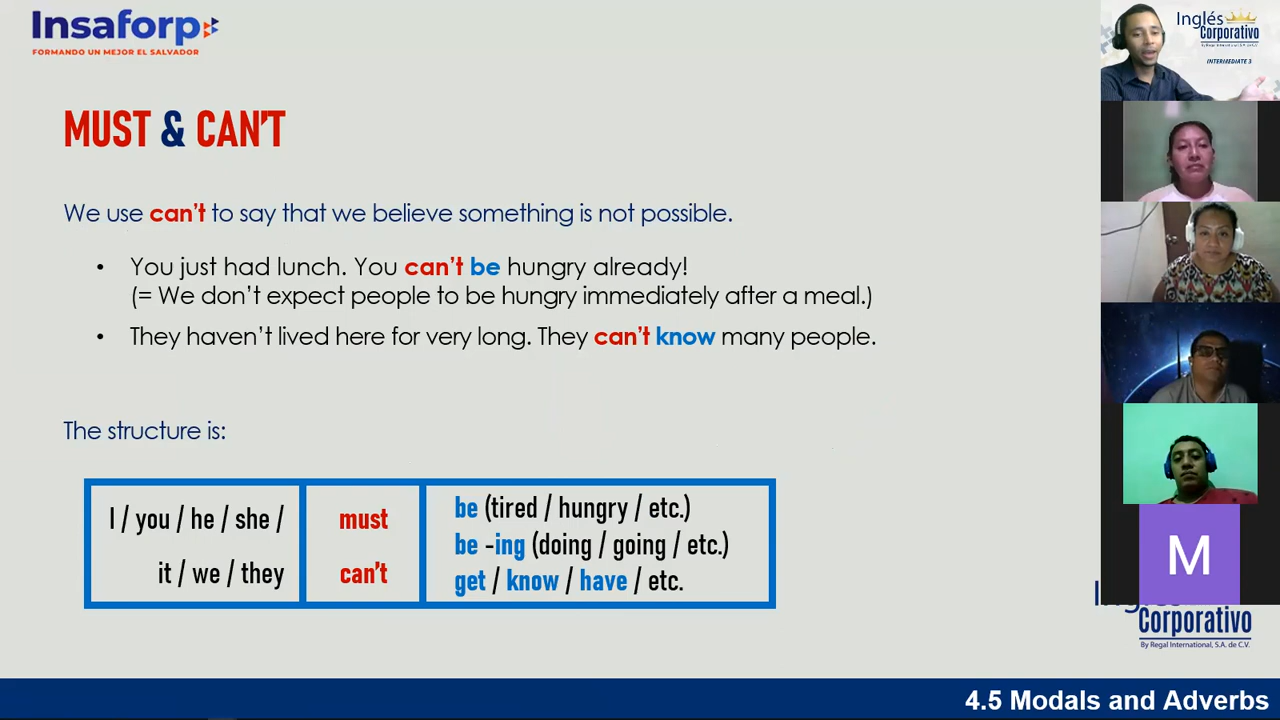 Insaforp
FORMANDO UN MEJOR EL SALVADOR
Inglés
Corporativo
By Regal International, S.A. de C.V.
INTERMEDIATE 3
MUST & CAN'T
We use can't to say that we believe something is not possible.
• You just had lunch. You can't be hungry already!
(= We don't expect people to be hungry immediately after a meal.)
• They haven't lived here for very long. They can't know many people.
The structure is:
I / you / he / she /
it / we / they
must
can't
be (tired / hungry / etc.)
be -ing (doing / going / etc.)
get / know / have / etc.
M
Corporativo
By Regal International, S.A. de C.V.
4.5 Modals and Adverbs